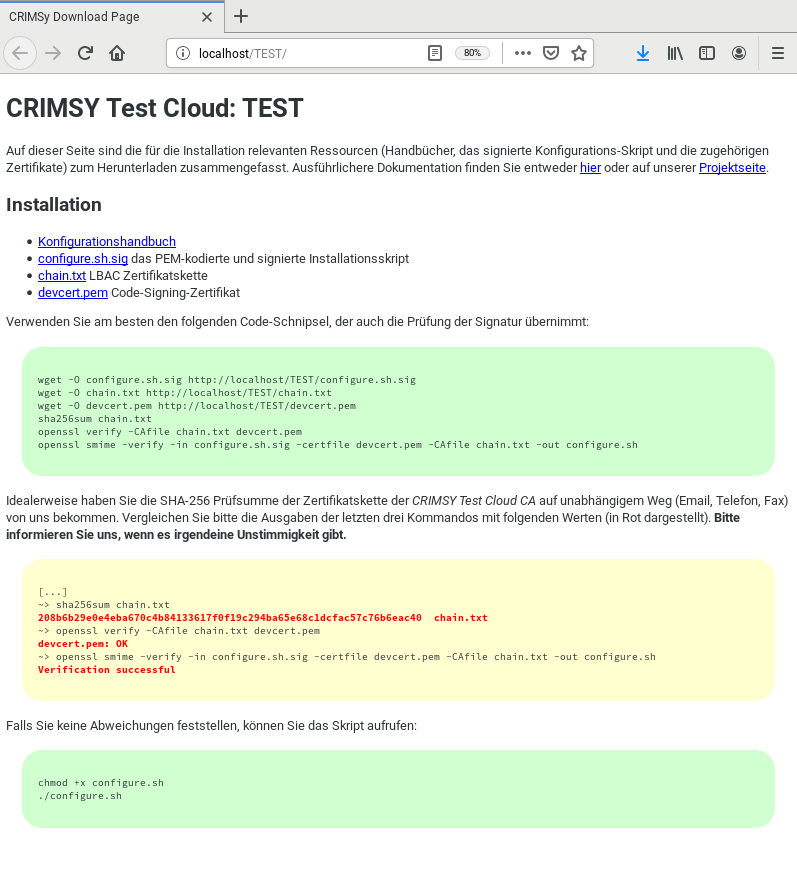 CRIMSy Download Page
localhost/TEST/
80%
CRIMSY Test Cloud: TEST
Auf dieser Seite sind die für die Installation relevanten Ressourcen (Handbücher, das signierte Konfigurations-Skript und die zugehörigen
Zertifikate) zum Herunterladen zusammengefasst. Ausführlichere Dokumentation finden Sie entweder hier oder auf unserer Projektseite.
Installation
• Konfigurationshandbuch
• configure.sh.sig das PEM-kodierte und signierte Installationsskript
• chain.txt LBAC Zertifikatskette
• devcert.pem Code-Signing-Zertifikat
Verwenden Sie am besten den folgenden Code-Schnipsel, der auch die Prüfung der Signatur übernimmt:
wget -O configure.sh.sig http://localhost/TEST/configure.sh.sig
wget -O chain.txt http://localhost/TEST/chain.txt
wget -O devcert.pem http://localhost/TEST/devcert.pem
sha256sum chain.txt
openssl verify -CAfile chain.txt devcert.pem
openssl smime -verify -in configure.sh.sig -certfile devcert.pem -CAfile chain.txt -out configure.sh
Idealerweise haben Sie die SHA-256 Prüfsumme der Zertifikatskette der CRIMSY Test Cloud CA auf unabhängigem Weg (Email, Telefon, Fax)
von uns bekommen. Vergleichen Sie bitte die Ausgaben der letzten drei Kommandos mit folgenden Werten (in Rot dargestellt). Bitte
informieren Sie uns, wenn es irgendeine Unstimmigkeit gibt.
[...]
~> sha256sum chain.txt
208b6b29e0e4eba670c4b84133617f0f19c294ba65e68c1dcfac57c76b6eac40  chain.txt
~> openssl verify -CAfile chain.txt devcert.pem
devcert.pem: OK
~> openssl smime -verify -in configure.sh.sig -certfile devcert.pem -CAfile chain.txt -out configure.sh
Verification successful
Falls Sie keine Abweichungen feststellen, können Sie das Skript aufrufen:
chmod +x configure.sh
./configure.sh